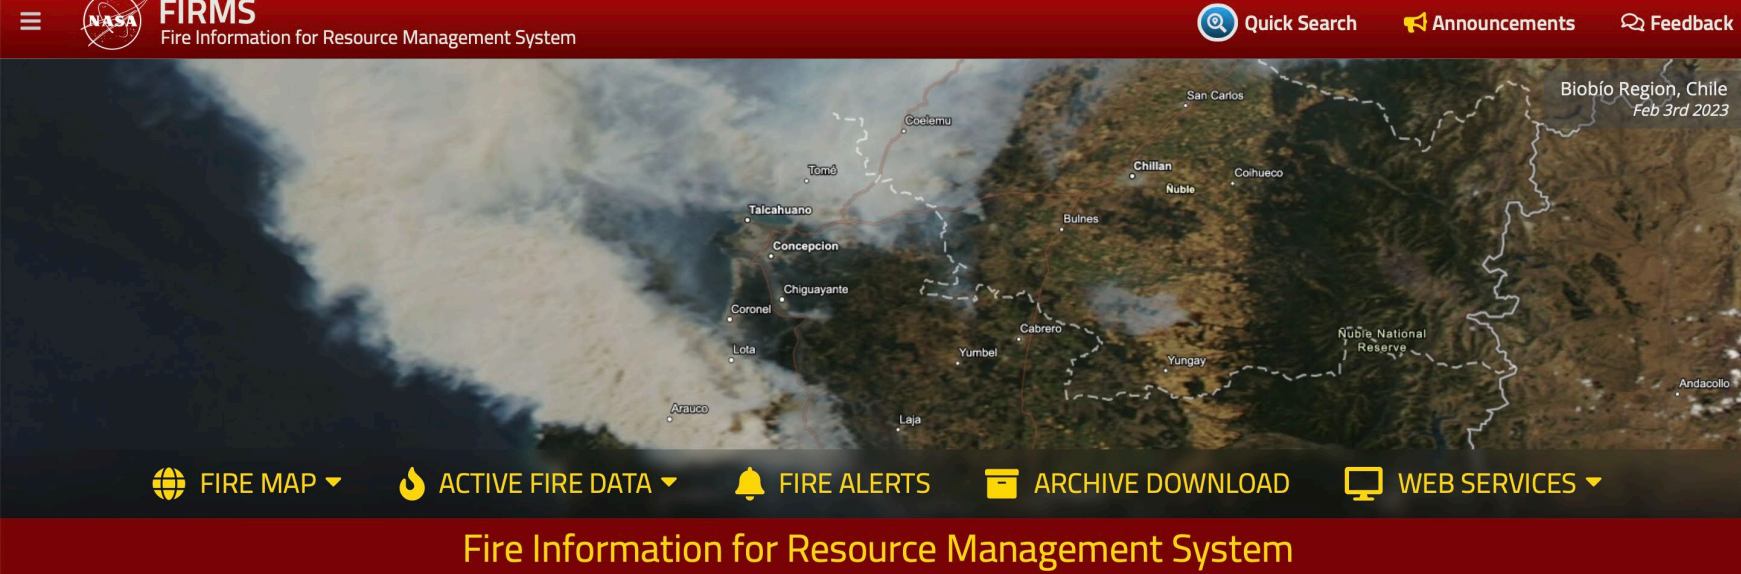 NASA
FIRMS
Fire Information for Resource Management System
Quick Search
Announcements
Feedback
Biobío Region, Chile
Feb 3rd 2023
San Carlos
Coelemu
Tomé
Chillan
Coihueco
Ñuble
Talcahuano
Bulnes
Concepcion
Chiguayante
Coronel
Cabrero
Ñuble National
Reserve
Lota
Yumbel
Yungay
Andacollo
Arauco
Laja
FIRE MAP
ACTIVE FIRE DATA
FIRE ALERTS
ARCHIVE DOWNLOAD
WEB SERVICES
Fire Information for Resource Management System